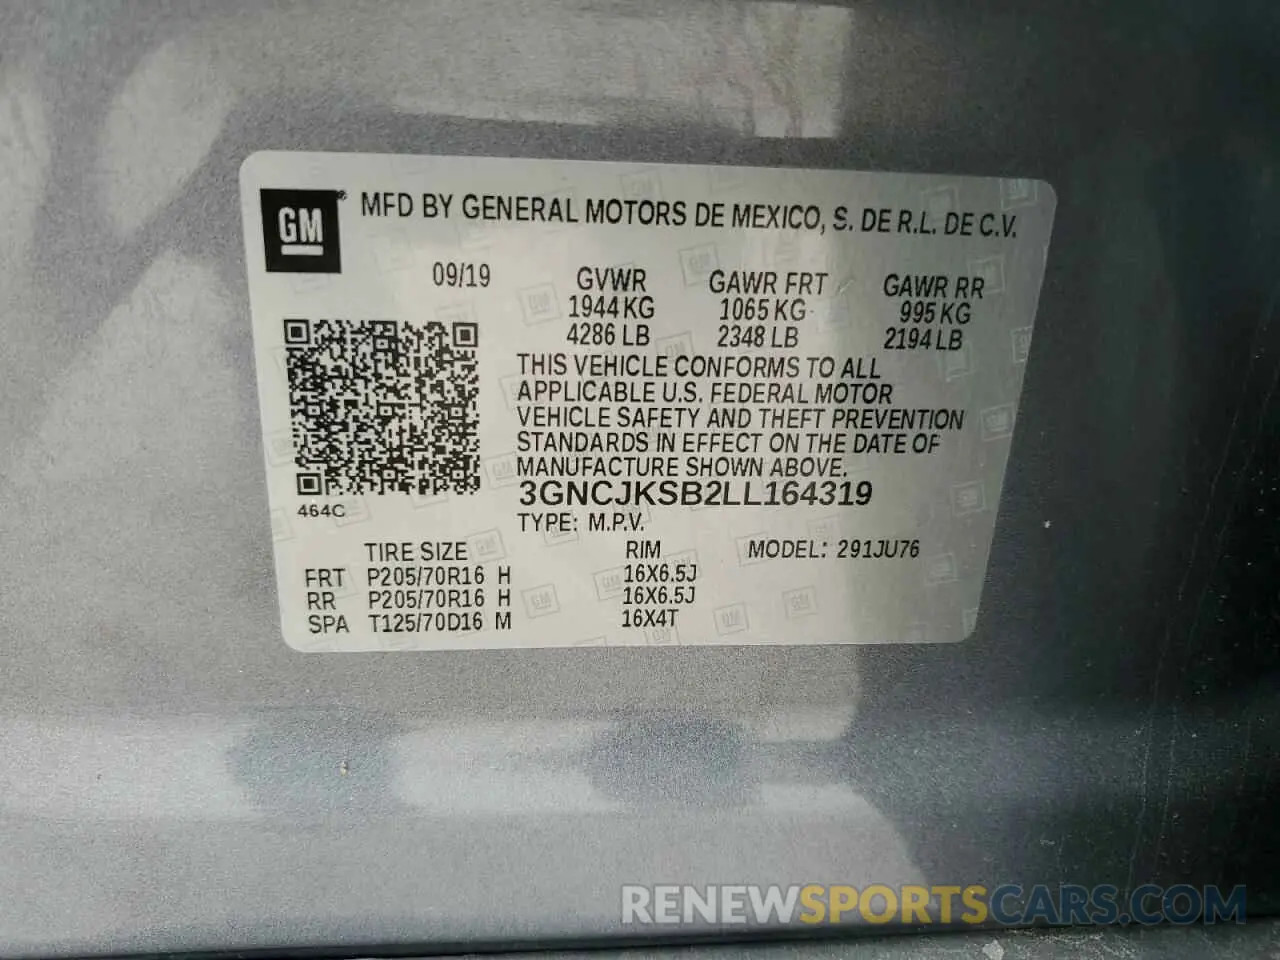 GM® MFD BY GENERAL MOTORS DE MEXICO, S. DE R.L. DE C.V.
09/19 GVWR GAWR FRT GAWR RR
1944 KG 1065 KG 995 KG
4286 LB 2348 LB 2194 LB
THIS VEHICLE CONFORMS TO ALL
APPLICABLE U.S. FEDERAL MOTOR
VEHICLE SAFETY AND THEFT PREVENTION
STANDARDS IN EFFECT ON THE DATE OF
MANUFACTURE SHOWN ABOVE.
3GNCJKSB2LL164319
464C
TYPE: M.P.V.
TIRE SIZE RIM MODEL: 291JU76
FRT P205/70R16 H 16X6.5J
RR P205/70R16 H 16X6.5J
SPA T125/70D16 M 16X4T
RENEWSPORTSCARS.COM